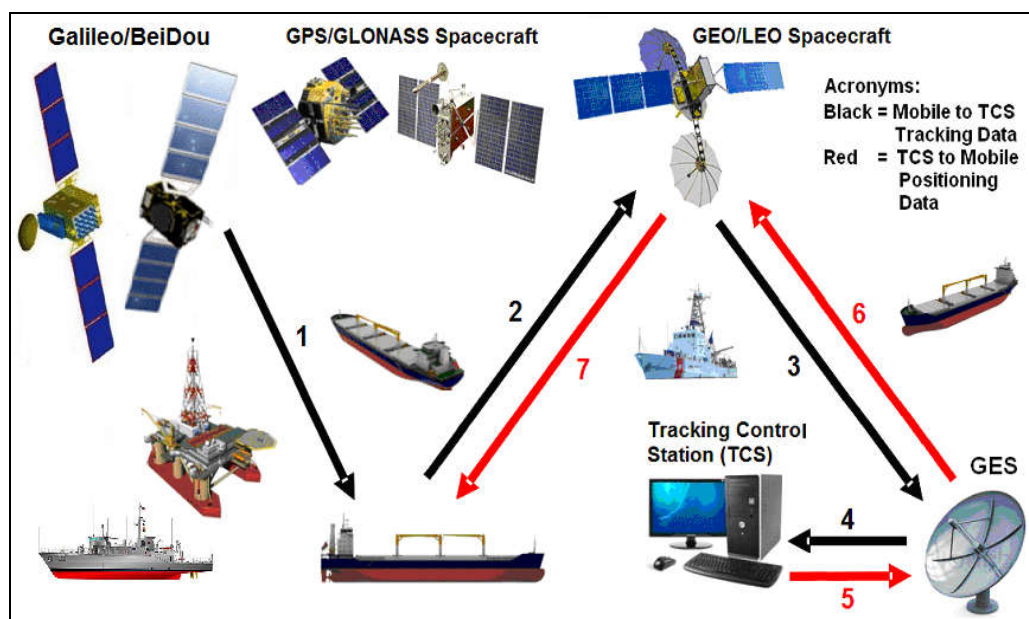 Galileo/BeiDou
GPS/GLONASS Spacecraft
GEO/LEO Spacecraft
Acronyms:
Black = Mobile to TCS
Tracking Data
Red = TCS to Mobile
Positioning
Data
1
2
7
3
6
Tracking Control
Station (TCS)
GES
4
5